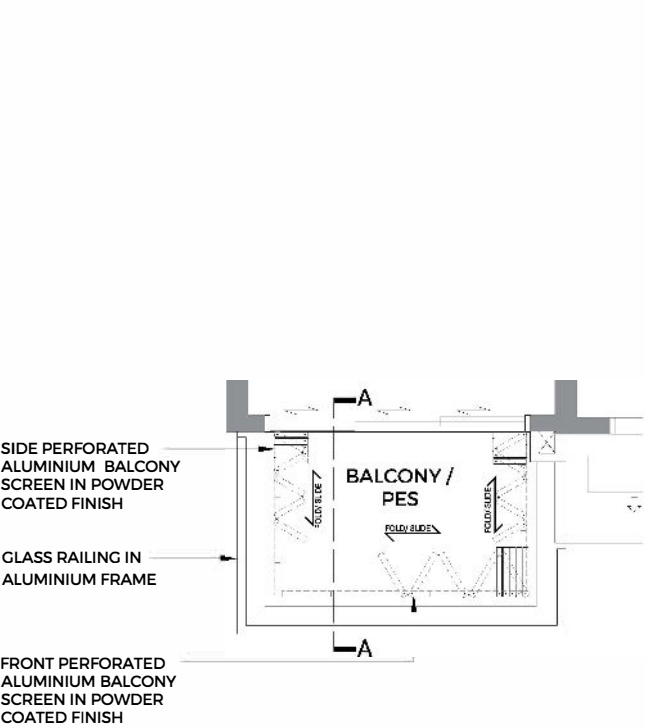 A
SIDE PERFORATED
ALUMINIUM BALCONY
SCREEN IN POWDER
COATED FINISH
BALCONY /
PES
FOLD/ SLIDE
FOLD/ SLIDE
FOLD/ SLIDE
GLASS RAILING IN
ALUMINIUM FRAME
A
FRONT PERFORATED
ALUMINIUM BALCONY
SCREEN IN POWDER
COATED FINISH